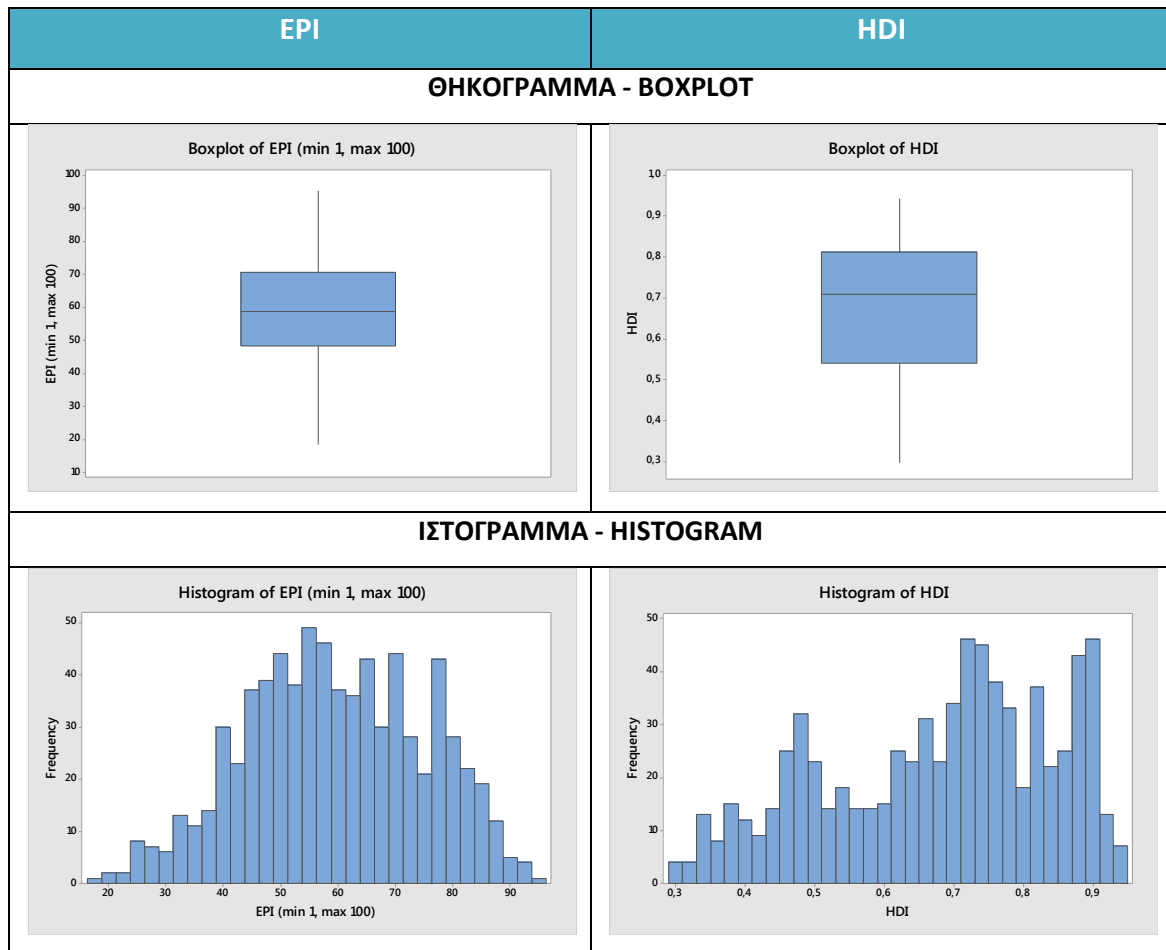 EPI
HDI
ΘΗΚΟΓΡΑΜΜΑ - BOXPLOT
Boxplot of EPI (min 1, max 100)
100
90
80
70
60
50
40
30
20
10
EPI (min 1, max 100)
Boxplot of HDI
1,0
0,9
0,8
0,7
0,6
0,5
0,4
0,3
HDI
ΙΣΤΟΓΡΑΜΜΑ - HISTOGRAM
Histogram of EPI (min 1, max 100)
50
40
30
20
10
0
Frequency
20 30 40 50 60 70 80 90
EPI (min 1, max 100)
Histogram of HDI
50
40
30
20
10
0
Frequency
0,3 0,4 0,5 0,6 0,7 0,8 0,9
HDI